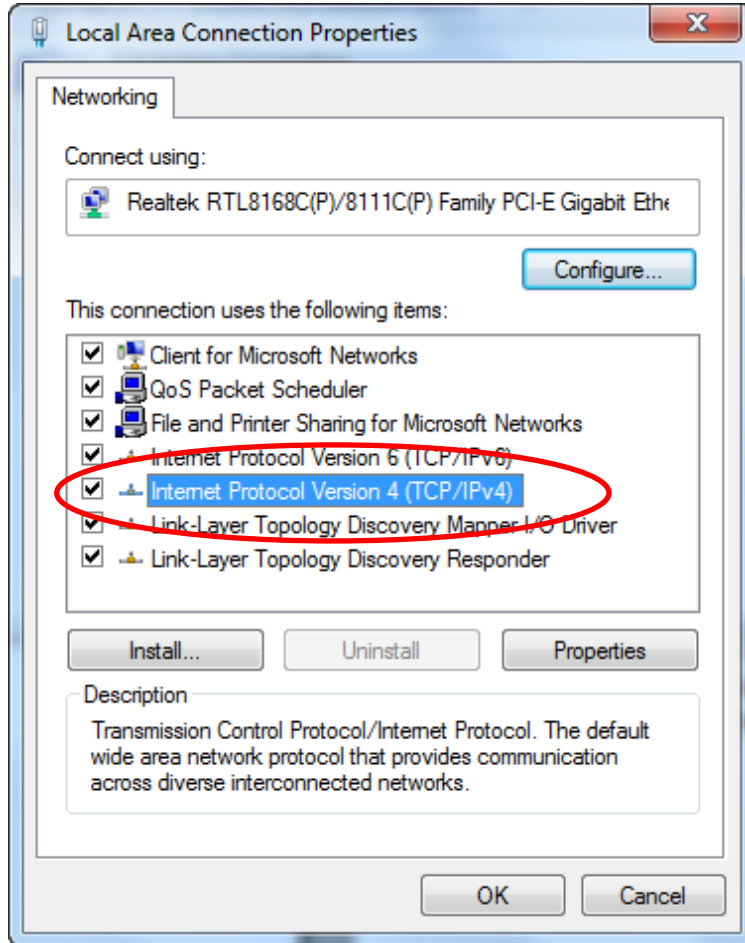 Local Area Connection Properties
Networking
Connect using:
Realtek RTL8168C(P)/8111C(P) Family PCI-E Gigabit Ethe
Configure...
This connection uses the following items:
Client for Microsoft Networks
QoS Packet Scheduler
File and Printer Sharing for Microsoft Networks
Internet Protocol Version 6 (TCP/IPv6)
Internet Protocol Version 4 (TCP/IPv4)
Link-Layer Topology Discovery Mapper I/O Driver
Link-Layer Topology Discovery Responder
Install... Uninstall Properties
Description
Transmission Control Protocol/Internet Protocol. The default
wide area network protocol that provides communication
across diverse interconnected networks.
OK Cancel